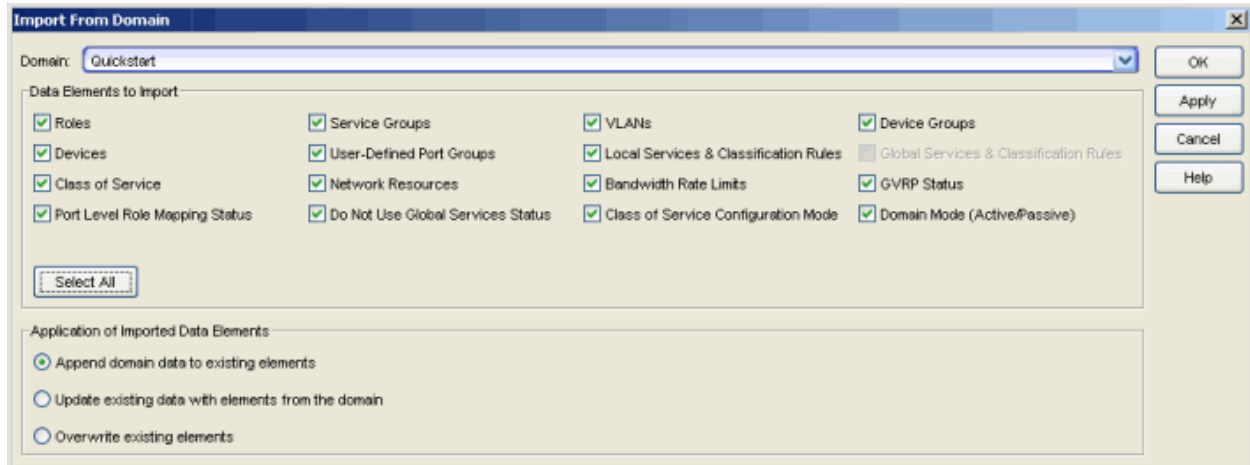 Import From Domain
Domain: Quickstart
OK
Data Elements to Import
Apply
Roles Service Groups VLANs Device Groups
Cancel
Devices User-Defined Port Groups Local Services & Classification Rules Global Services & Classification Rules
Class of Service Network Resources Bandwidth Rate Limits GVRP Status
Help
Port Level Role Mapping Status Do Not Use Global Services Status Class of Service Configuration Mode Domain Mode (Active/Passive)
Select All
Application of Imported Data Elements
Append domain data to existing elements
Update existing data with elements from the domain
Overwrite existing elements